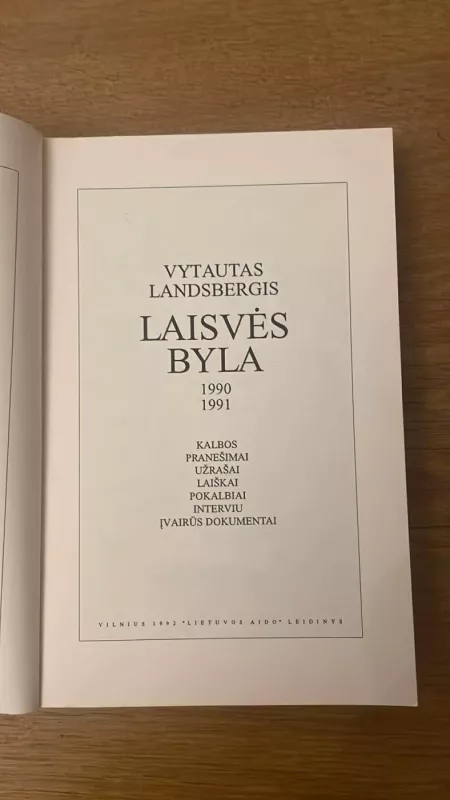 VYTAUTAS
LANDSBERGIS
LAISVĖS
BYLA
1990
1991
KALBOS
PRANEŠIMAI
UŽRAŠAI
LAIŠKAI
POKALBIAI
INTERVIU
ĮVAIRŪS DOKUMENTAI
VILNIUS 1992 "LIETUVOS AIDO" LEIDINYS